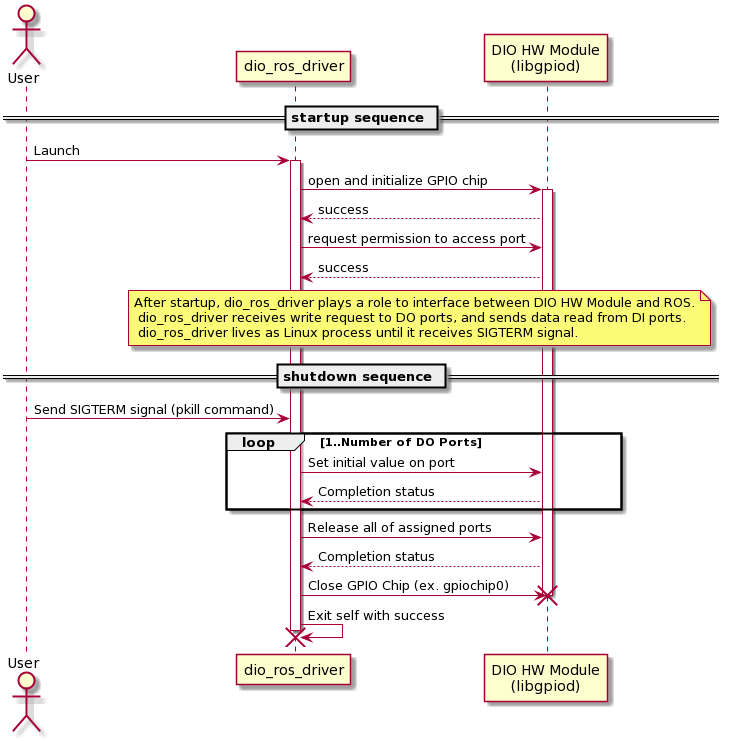 User
dio_ros_driver
DIO HW Module
(libgpiod)
startup sequence
Launch
open and initialize GPIO chip
success
request permission to access port
success
After startup, dio_ros_driver plays a role to interface between DIO HW Module and ROS.
dio_ros_driver receives write request to DO ports, and sends data read from DI ports.
dio_ros_driver lives as Linux process until it receives SIGTERM signal.
shutdown sequence
Send SIGTERM signal (pkill command)
loop [1..Number of DO Ports]
Set initial value on port
Completion status
Release all of assigned ports
Completion status
Close GPIO Chip (ex. gpiochip0)
Exit self with success
User
dio_ros_driver
DIO HW Module
(libgpiod)